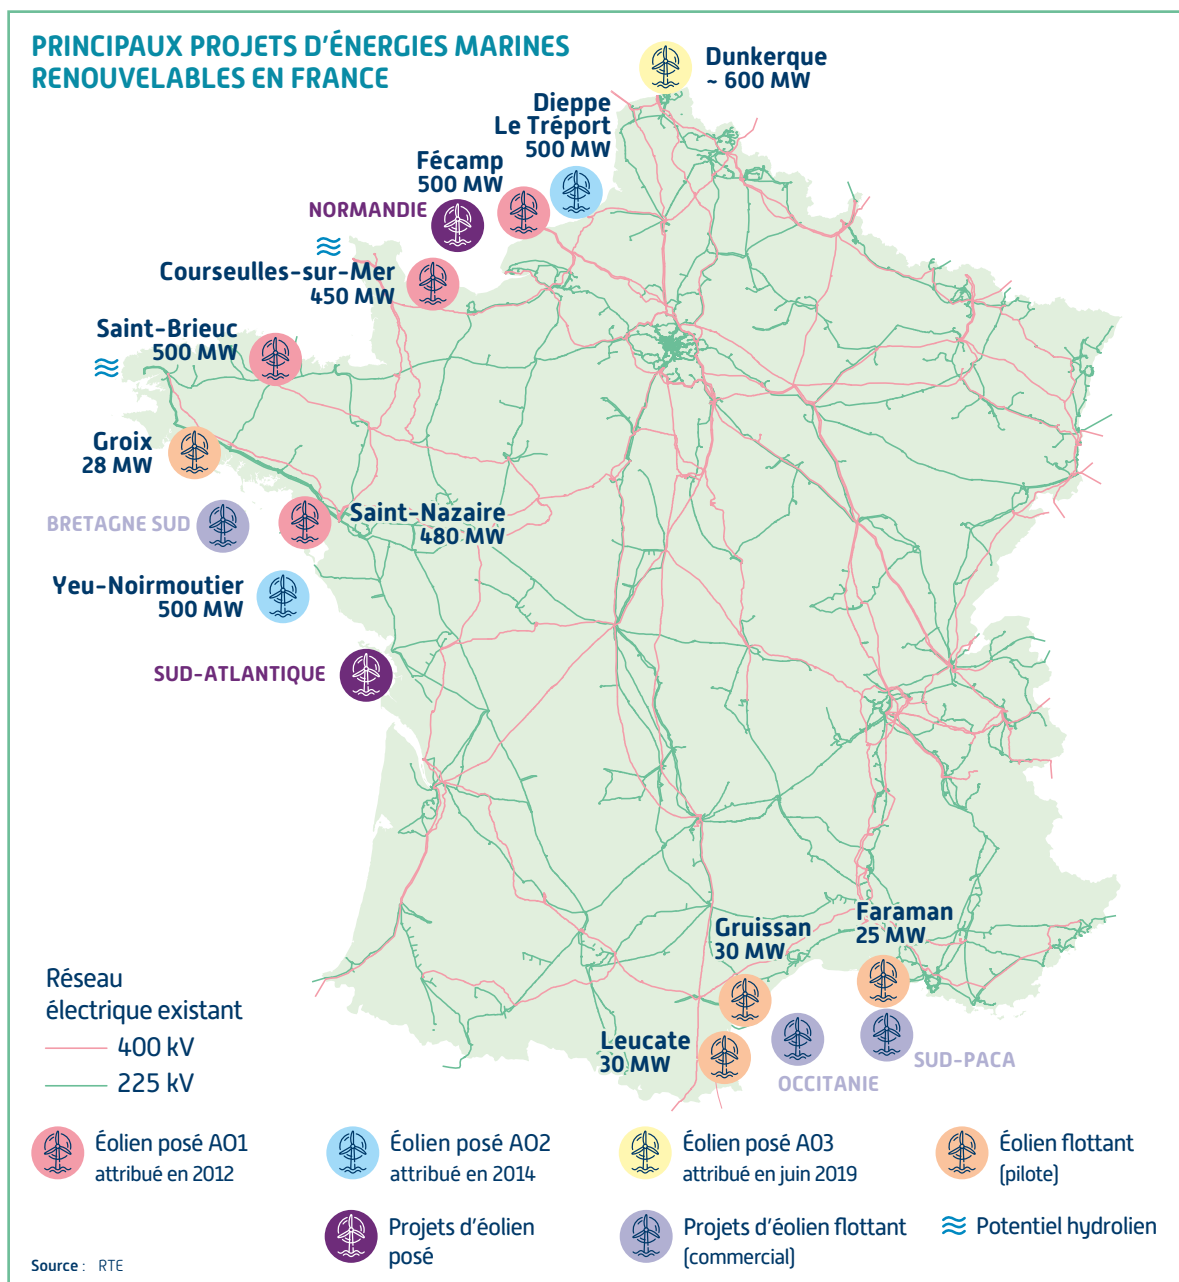 PRINCIPAUX PROJETS D'ÉNERGIES MARINES
RENOUVELABLES EN FRANCE
Dunkerque
~ 600 MW
Dieppe
Le Tréport
500 MW
Fécamp
500 MW
NORMANDIE
Courseulles-sur-Mer
450 MW
Saint-Brieuc
500 MW
Groix
28 MW
BRETAGNE SUD
Saint-Nazaire
480 MW
Yeu-Noirmoutier
500 MW
SUD-ATLANTIQUE
Faraman
25 MW
Gruissan
30 MW
Leucate
30 MW
SUD-PACA
OCCITANIE
Réseau
électrique existant
400 kV
225 kV
Éolien posé AO1
attribué en 2012
Éolien posé AO2
attribué en 2014
Éolien posé AO3
attribué en juin 2019
Éolien flottant
(pilote)
Projets d'éolien
posé
Projets d'éolien flottant
(commercial)
Potentiel hydrolien
Source : RTE